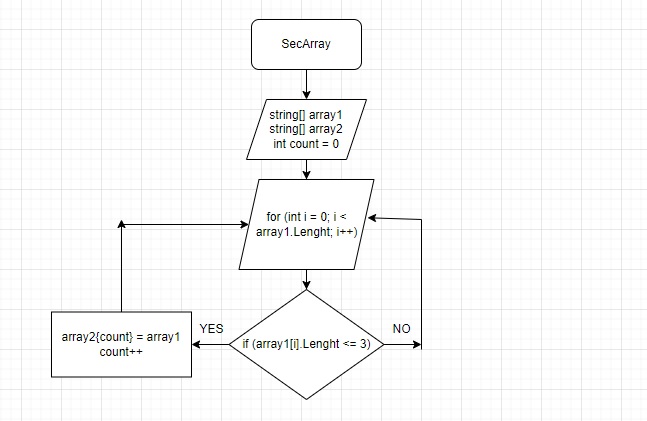 SecArray
string[] array1
string[] array2
int count = 0
for (int i = 0; i <
array1.Lenght; i++)
if (array1[i].Lenght <= 3)
YES
NO
array2{count} = array1
count++